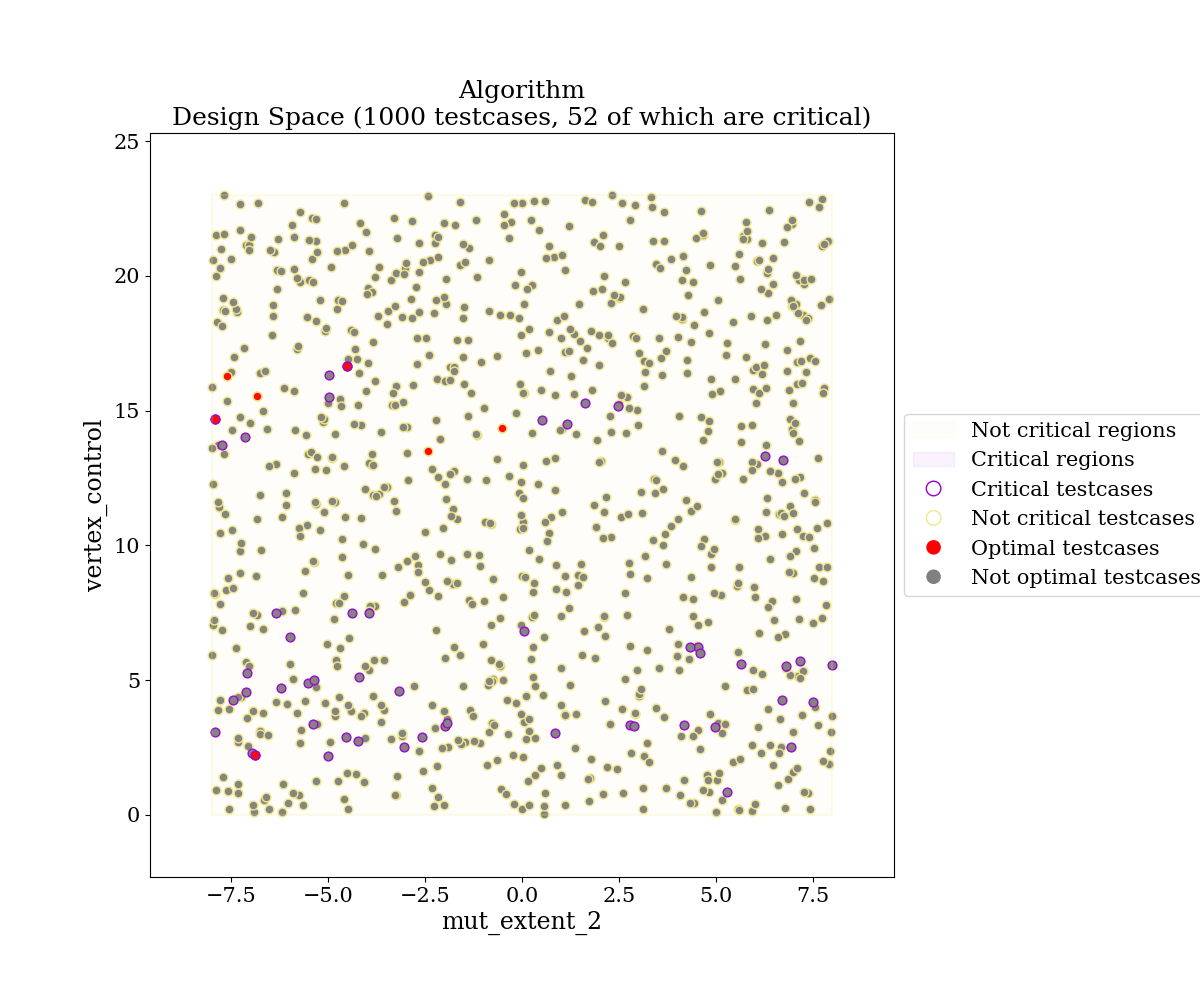 Algorithm
Design Space (1000 testcases, 52 of which are critical)
25
20
15
10
5
0
vertex_control
−7.5
−5.0
−2.5
0.0
2.5
5.0
7.5
mut_extent_2
Not critical regions
Critical regions
Critical testcases
Not critical testcases
Optimal testcases
Not optimal testcases